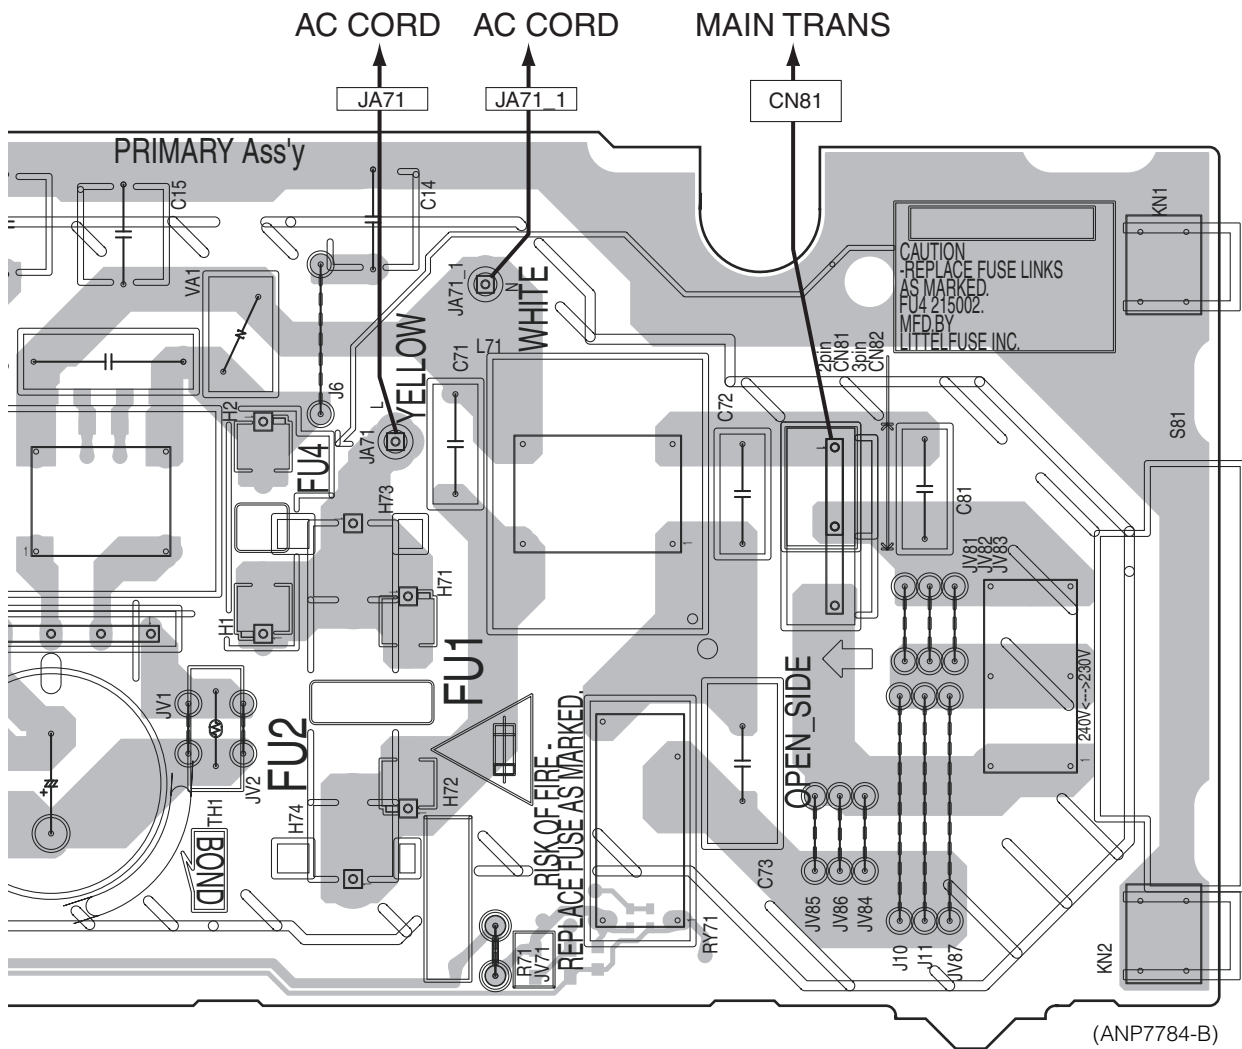 AC CORD
AC CORD
MAIN TRANS
JA71
JA71_1
CN81
PRIMARY Ass'y
C15
C14
KN1
VA1
JA71_1
N
WHITE
CAUTION
-REPLACE FUSE LINKS
AS MARKED.
FU4 215002.
MFD.BY
LITTELFUSE INC.
2pin
CN81
3pin
CN82
YELLOW
C71
L71
J6
L
JA71
H2
FU4
C72
S81
H73
C81
JV81
JV82
JV83
H71
H1
FU1
240V<--->230V
JV1
JV2
FU2
TH1
H74
H72
BOND
RISK OF FIRE -
REPLACE FUSE AS MARKED.
OPEN_SIDE
C73
JV85
JV86
JV84
J10
J11
JV87
R71
JV71
RY71
KN2
(ANP7784-B)